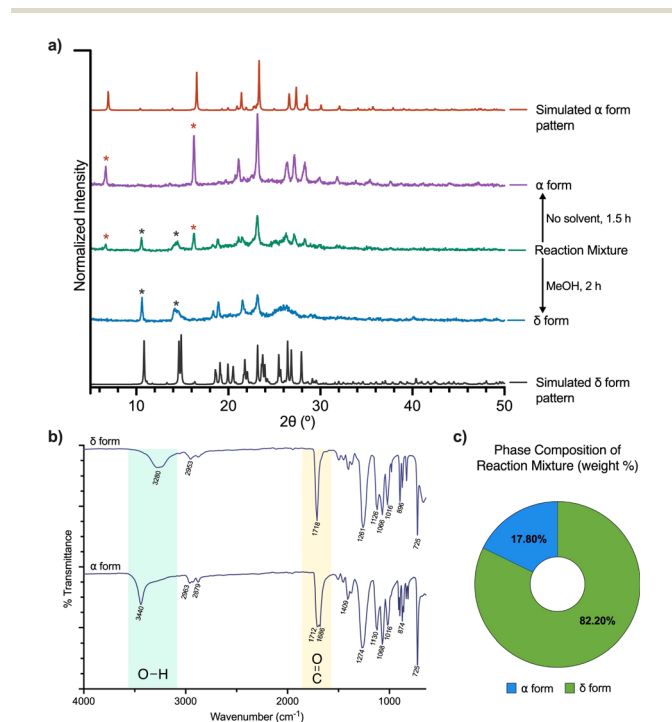 a)
Normalized Intensity
*
*
*
*
*
*
*
*
Simulated α form
pattern
α form
No solvent, 1.5 h
Reaction Mixture
MeOH, 2 h
δ form
Simulated δ form
pattern
10
20
30
40
50
2θ (º)
b)
% Transmittance
δ form
3280
2953
1718
1261
1126
1066
1016
896
725
α form
3440
2963
2879
1712
1686
1409
1274
1130
1068
1016
874
725
O-H
O
C
4000
3000
2000
1000
Wavenumber (cm-1)
c)
Phase Composition of
Reaction Mixture (weight %)
17.80%
82.20%
α form
δ form